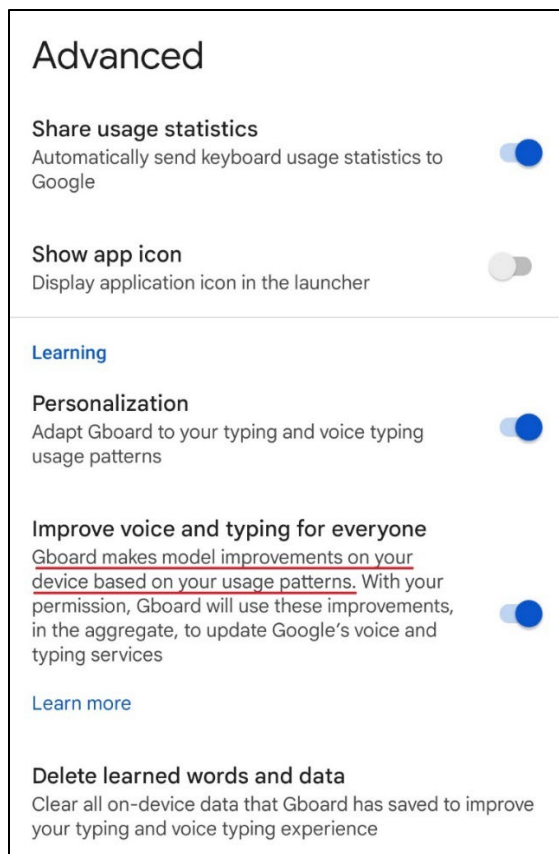 Advanced
Share usage statistics
Automatically send keyboard usage statistics to
Google
Show app icon
Display application icon in the launcher
Learning
Personalization
Adapt Gboard to your typing and voice typing
usage patterns
Improve voice and typing for everyone
Gboard makes model improvements on your
device based on your usage patterns. With your
permission, Gboard will use these improvements,
in the aggregate, to update Google’s voice and
typing services
Learn more
Delete learned words and data
Clear all on-device data that Gboard has saved to improve
your typing and voice typing experience